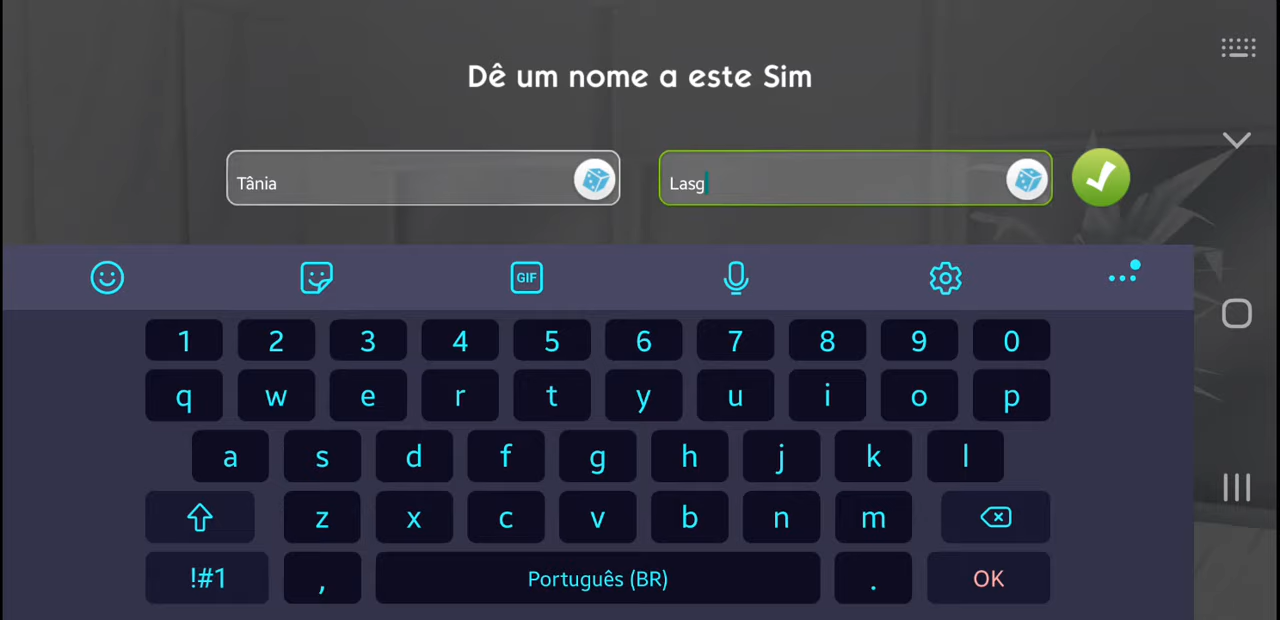 Dê um nome a este Sim
Tânia
Lasg
GIF
1 2 3 4 5 6 7 8 9 0
q w e r t y u i o p
a s d f g h j k l
z x c v b n m
!#1 , Português (BR) . OK